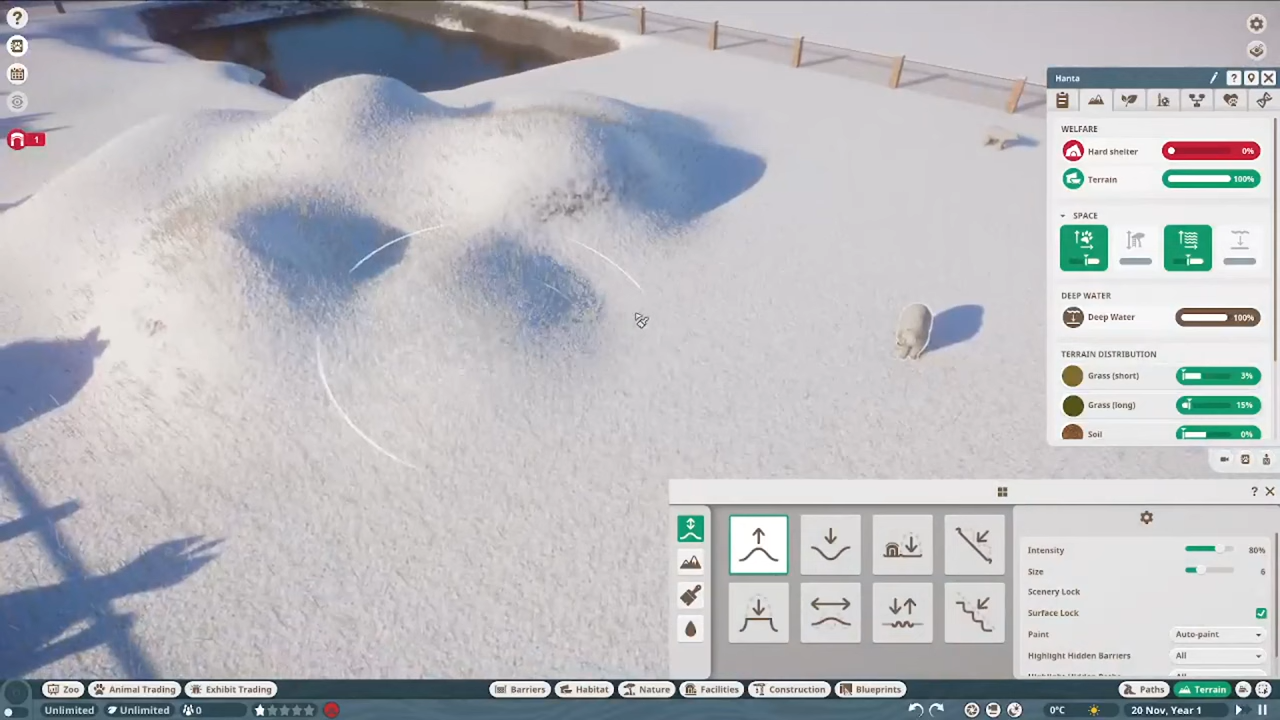 ?
Hanta
?
1
WELFARE
Hard shelter 0%
Terrain 100%
SPACE
DEEP WATER
Deep Water 100%
TERRAIN DISTRIBUTION
Grass (short) 3%
Grass (long) 15%
Soil 0%
?
Intensity 80%
Size 6
Scenery Lock
Surface Lock
Paint Auto-paint
Highlight Hidden Barriers All
Zoo Animal Trading Exhibit Trading Barriers Habitat Nature Facilities Construction Blueprints Paths Terrain
Unlimited Unlimited 0 0°C 20 Nov, Year 1